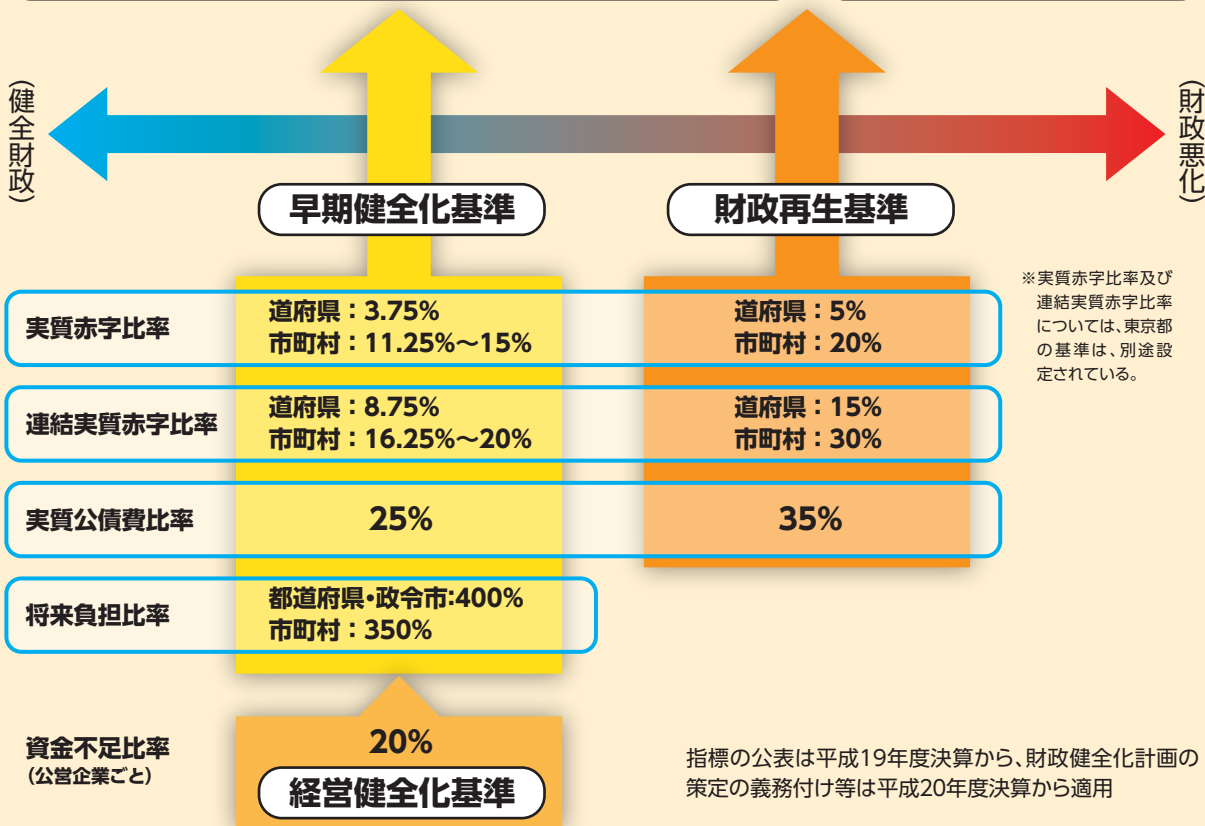 (健全財政)
(財政悪化)
早期健全化基準
財政再生基準
実質赤字比率
道府県：3.75%
市町村：11.25%～15%
道府県：5%
市町村：20%
※実質赤字比率及び
連結実質赤字比率
については、東京都
の基準は、別途設
定されている。
連結実質赤字比率
道府県：8.75%
市町村：16.25%～20%
道府県：15%
市町村：30%
実質公債費比率
25%
35%
将来負担比率
都道府県・政令市:400%
市町村：350%
資金不足比率
(公営企業ごと)
20%
経営健全化基準
指標の公表は平成19年度決算から、財政健全化計画の
策定の義務付け等は平成20年度決算から適用